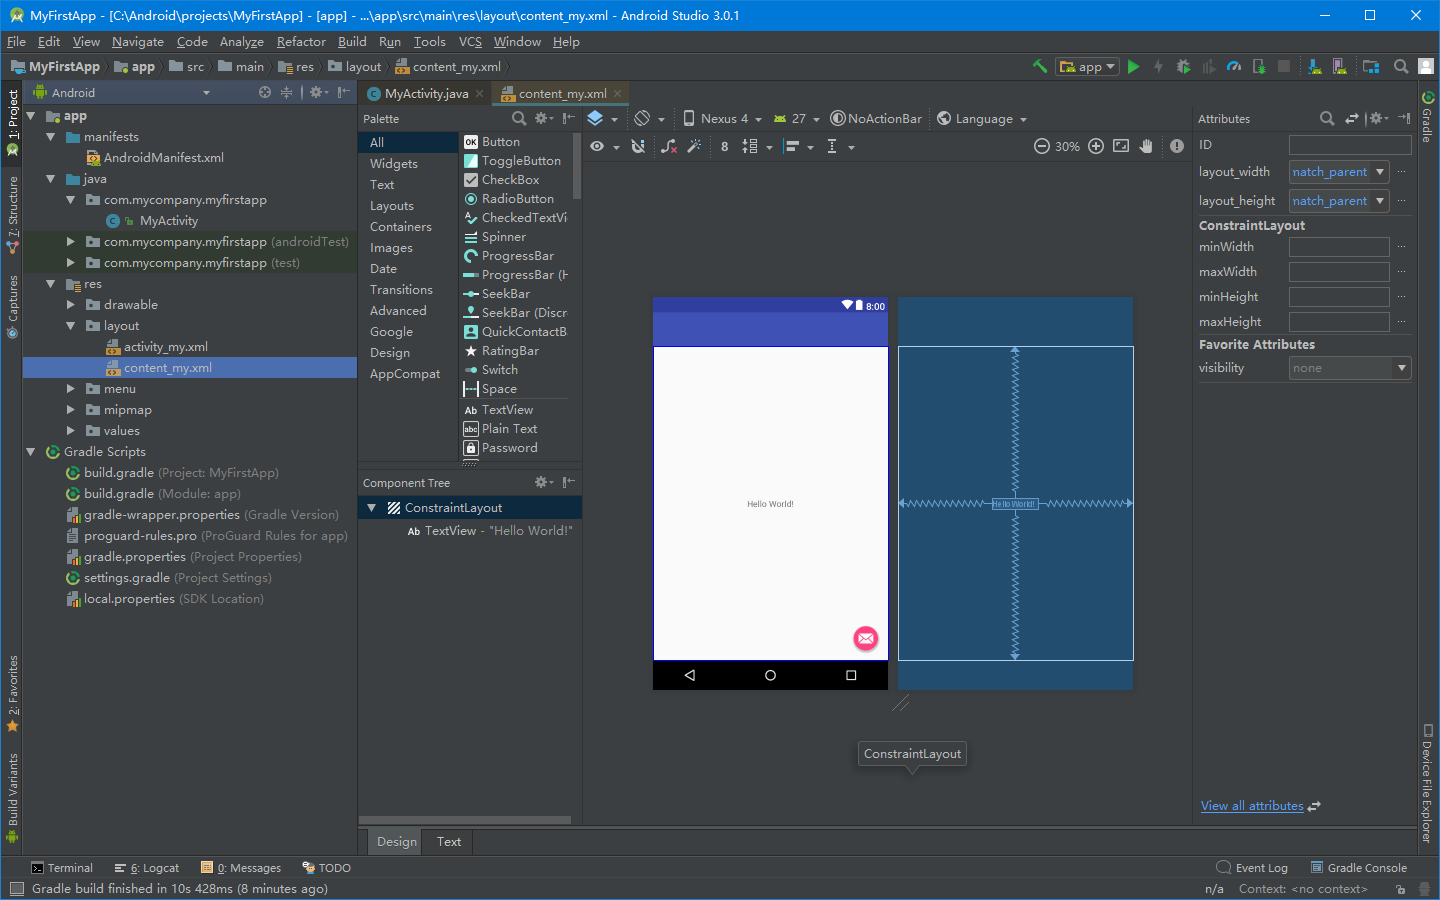 MyFirstApp - [C:\Android\projects\MyFirstApp] - [app] - ...\app\src\main\res\layout\content_my.xml - Android Studio 3.0.1
File Edit View Navigate Code Analyze Refactor Build Run Tools VCS Window Help
MyFirstApp app src main res layout content_my.xml
app
1: Project
7: Structure
Captures
2: Favorites
Build Variants
Android
app
manifests
AndroidManifest.xml
java
com.mycompany.myfirstapp
MyActivity
com.mycompany.myfirstapp (androidTest)
com.mycompany.myfirstapp (test)
res
drawable
layout
activity_my.xml
content_my.xml
menu
mipmap
values
Gradle Scripts
build.gradle (Project: MyFirstApp)
build.gradle (Module: app)
gradle-wrapper.properties (Gradle Version)
proguard-rules.pro (ProGuard Rules for app)
gradle.properties (Project Properties)
settings.gradle (Project Settings)
local.properties (SDK Location)
MyActivity.java content_my.xml
Palette
All
Widgets
Text
Layouts
Containers
Images
Date
Transitions
Advanced
Google
Design
AppCompat
OK Button
ToggleButton
CheckBox
RadioButton
CheckedTextVi
Spinner
ProgressBar
ProgressBar (H
SeekBar
SeekBar (Discr
QuickContactB
RatingBar
Switch
Space
Ab TextView
abc Plain Text
Password
Component Tree
ConstraintLayout
Ab TextView - "Hello World!"
Nexus 4 27 NoActionBar Language
8 30%
8:00
Hello World!
Hello World!
ConstraintLayout
Attributes
ID
layout_width natch_parent ...
layout_height natch_parent ...
ConstraintLayout
minWidth ...
maxWidth ...
minHeight ...
maxHeight ...
Favorite Attributes
visibility none
View all attributes
Gradle
Device File Explorer
Design Text
Terminal 6: Logcat 0: Messages TODO Event Log Gradle Console
Gradle build finished in 10s 428ms (8 minutes ago) n/a Context: <no context>